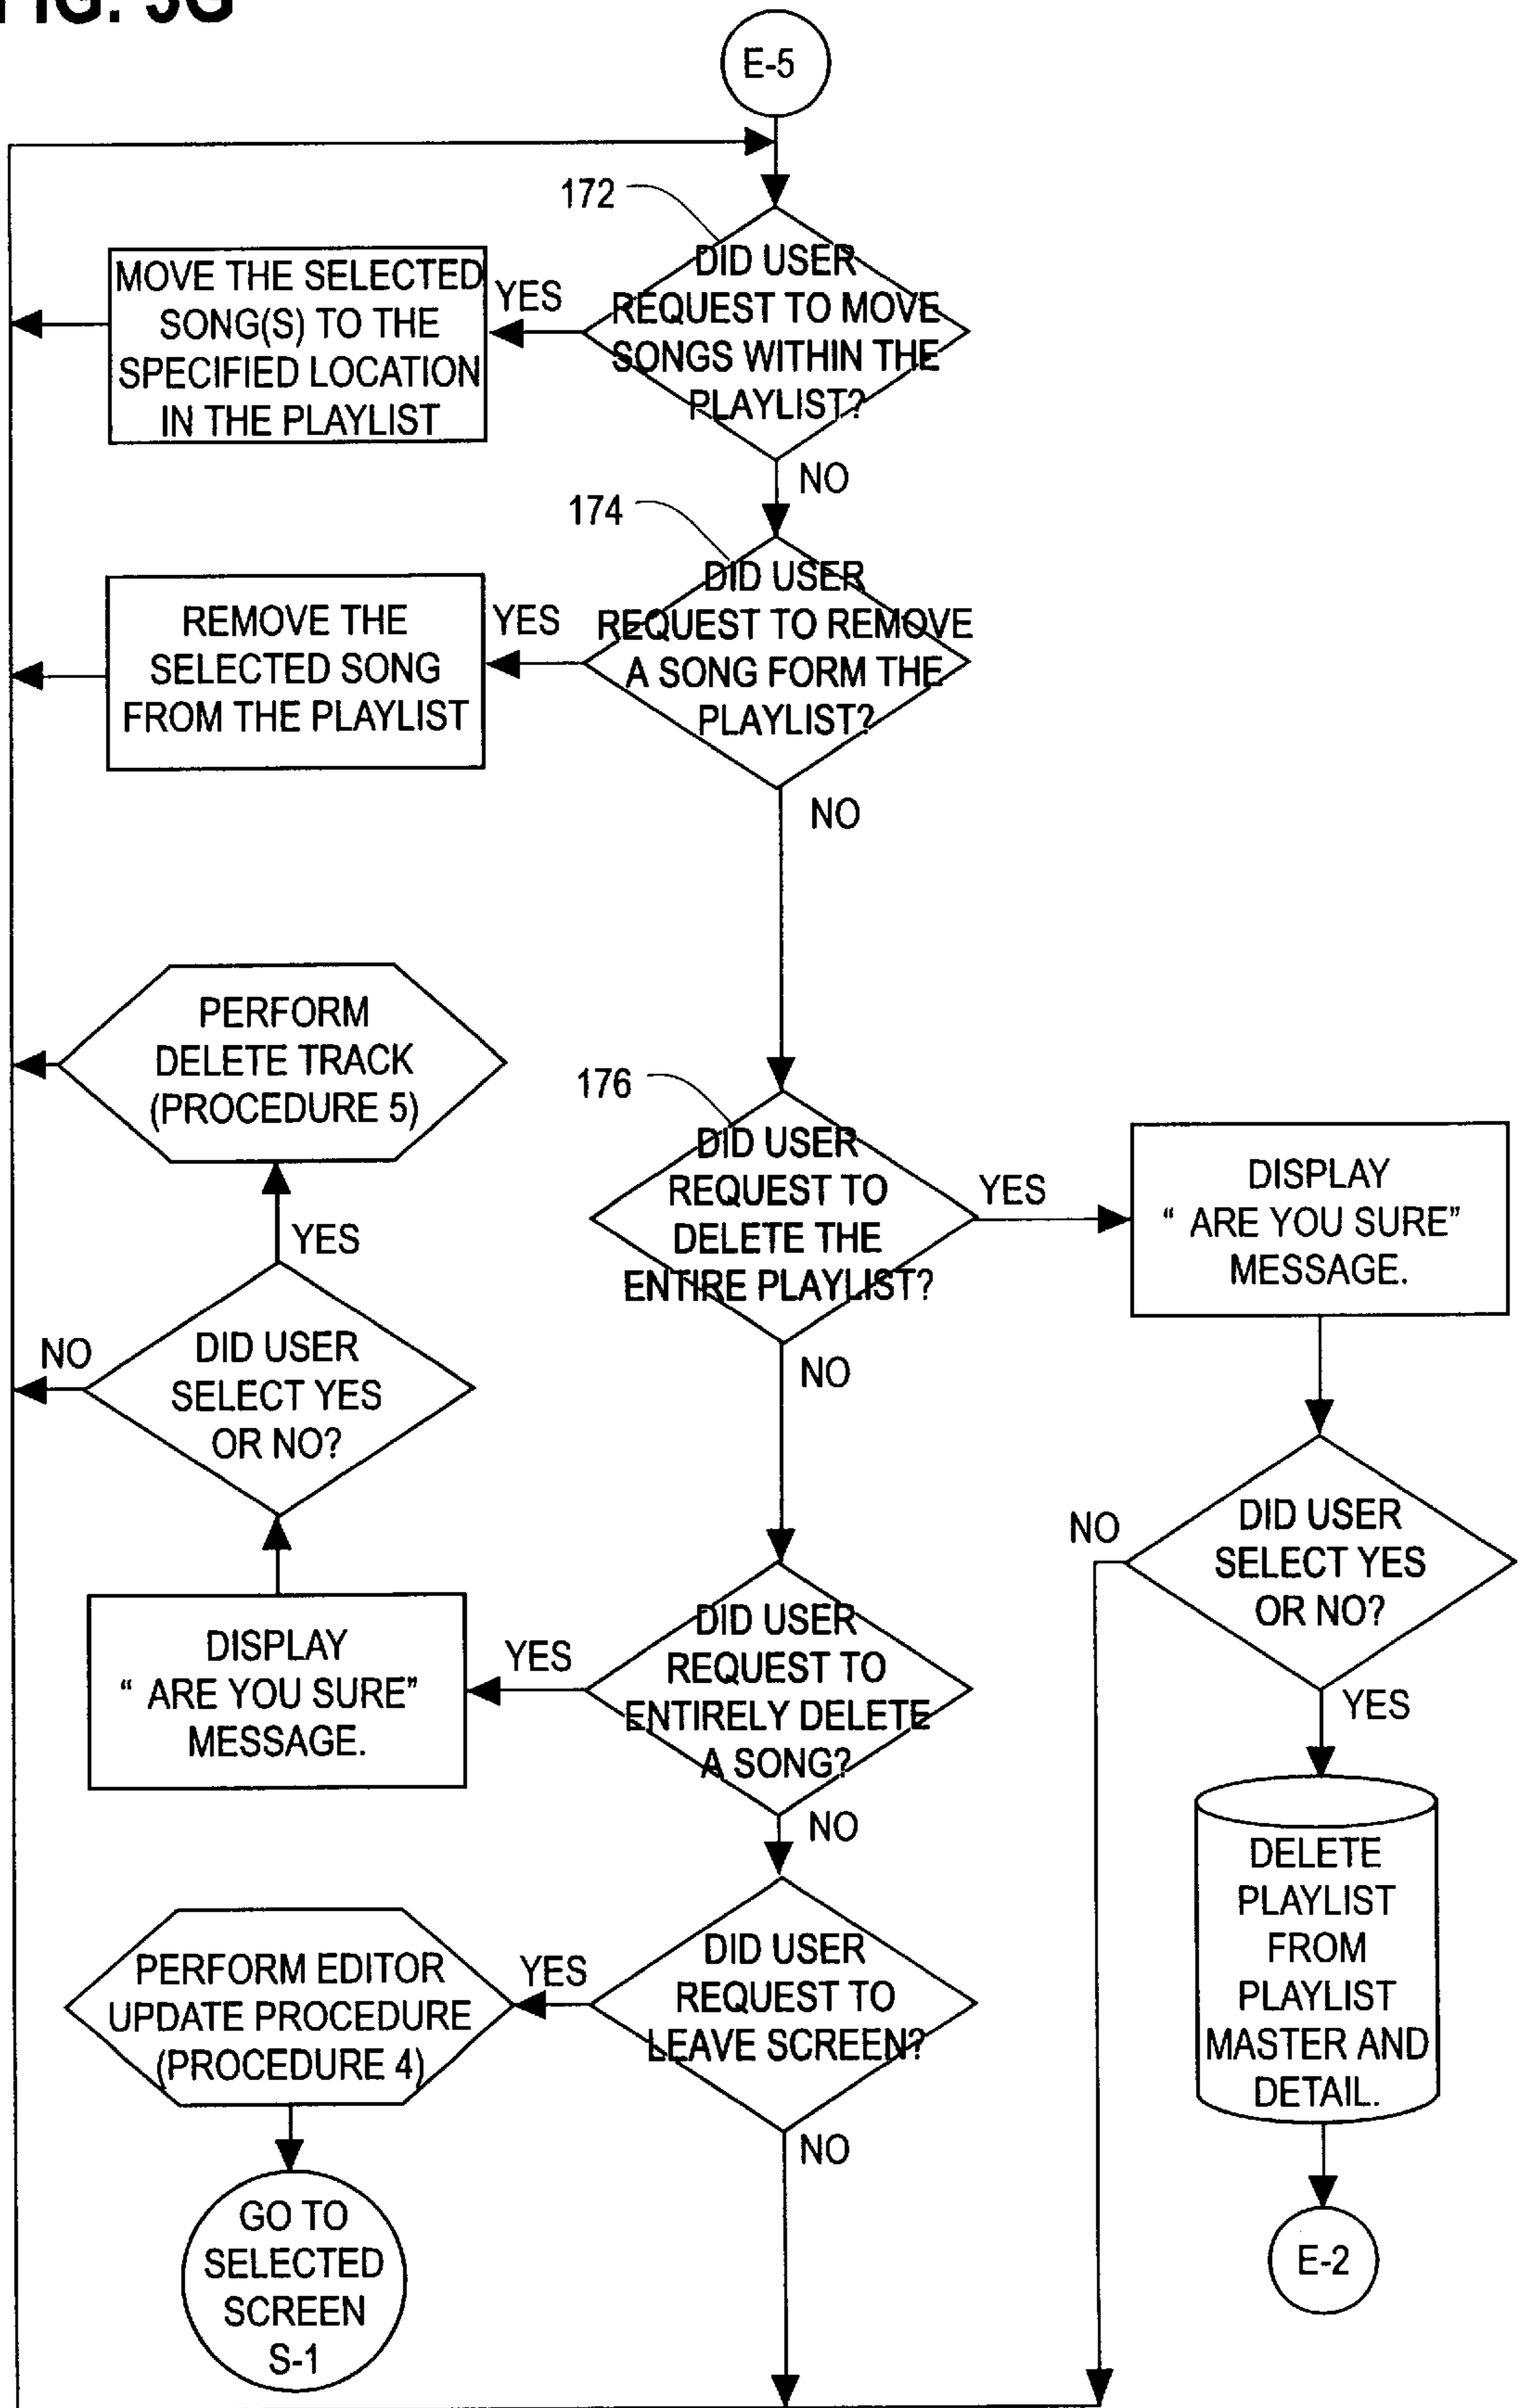 FIG. 3G
E-5
172
DID USER
REQUEST TO MOVE
SONGS WITHIN THE
PLAYLIST?
YES
MOVE THE SELECTED
SONG(S) TO THE
SPECIFIED LOCATION
IN THE PLAYLIST
NO
174
DID USER
REQUEST TO REMOVE
A SONG FORM THE
PLAYLIST?
YES
REMOVE THE
SELECTED SONG
FROM THE PLAYLIST
NO
PERFORM
DELETE TRACK
(PROCEDURE 5)
176
DID USER
REQUEST TO
DELETE THE
ENTIRE PLAYLIST?
YES
DISPLAY
“ ARE YOU SURE”
MESSAGE.
YES
NO
DID USER
SELECT YES
OR NO?
NO
NO
DID USER
SELECT YES
OR NO?
DISPLAY
“ ARE YOU SURE”
MESSAGE.
YES
DID USER
REQUEST TO
ENTIRELY DELETE
A SONG?
YES
NO
DELETE
PLAYLIST
FROM
PLAYLIST
MASTER AND
DETAIL.
PERFORM EDITOR
UPDATE PROCEDURE
(PROCEDURE 4)
YES
DID USER
REQUEST TO
LEAVE SCREEN?
NO
GO TO
SELECTED
SCREEN
S-1
E-2